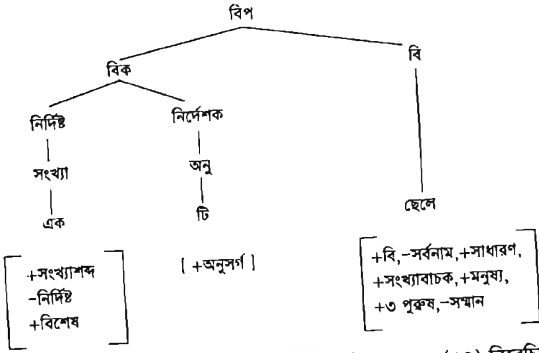 বিপ
বিক বি
নির্দিষ্ট নির্দেশক
সংখ্যা অনু
এক টি ছেলে
+সংখ্যাশব্দ
-নির্দিষ্ট
+বিশেষ
[ +অনুসর্গ ]
+বি,-সর্বনাম,+সাধারণ,
+সংখ্যাবাচক,+মনুষ্য,
+৩ পুরুষ,-সম্মান